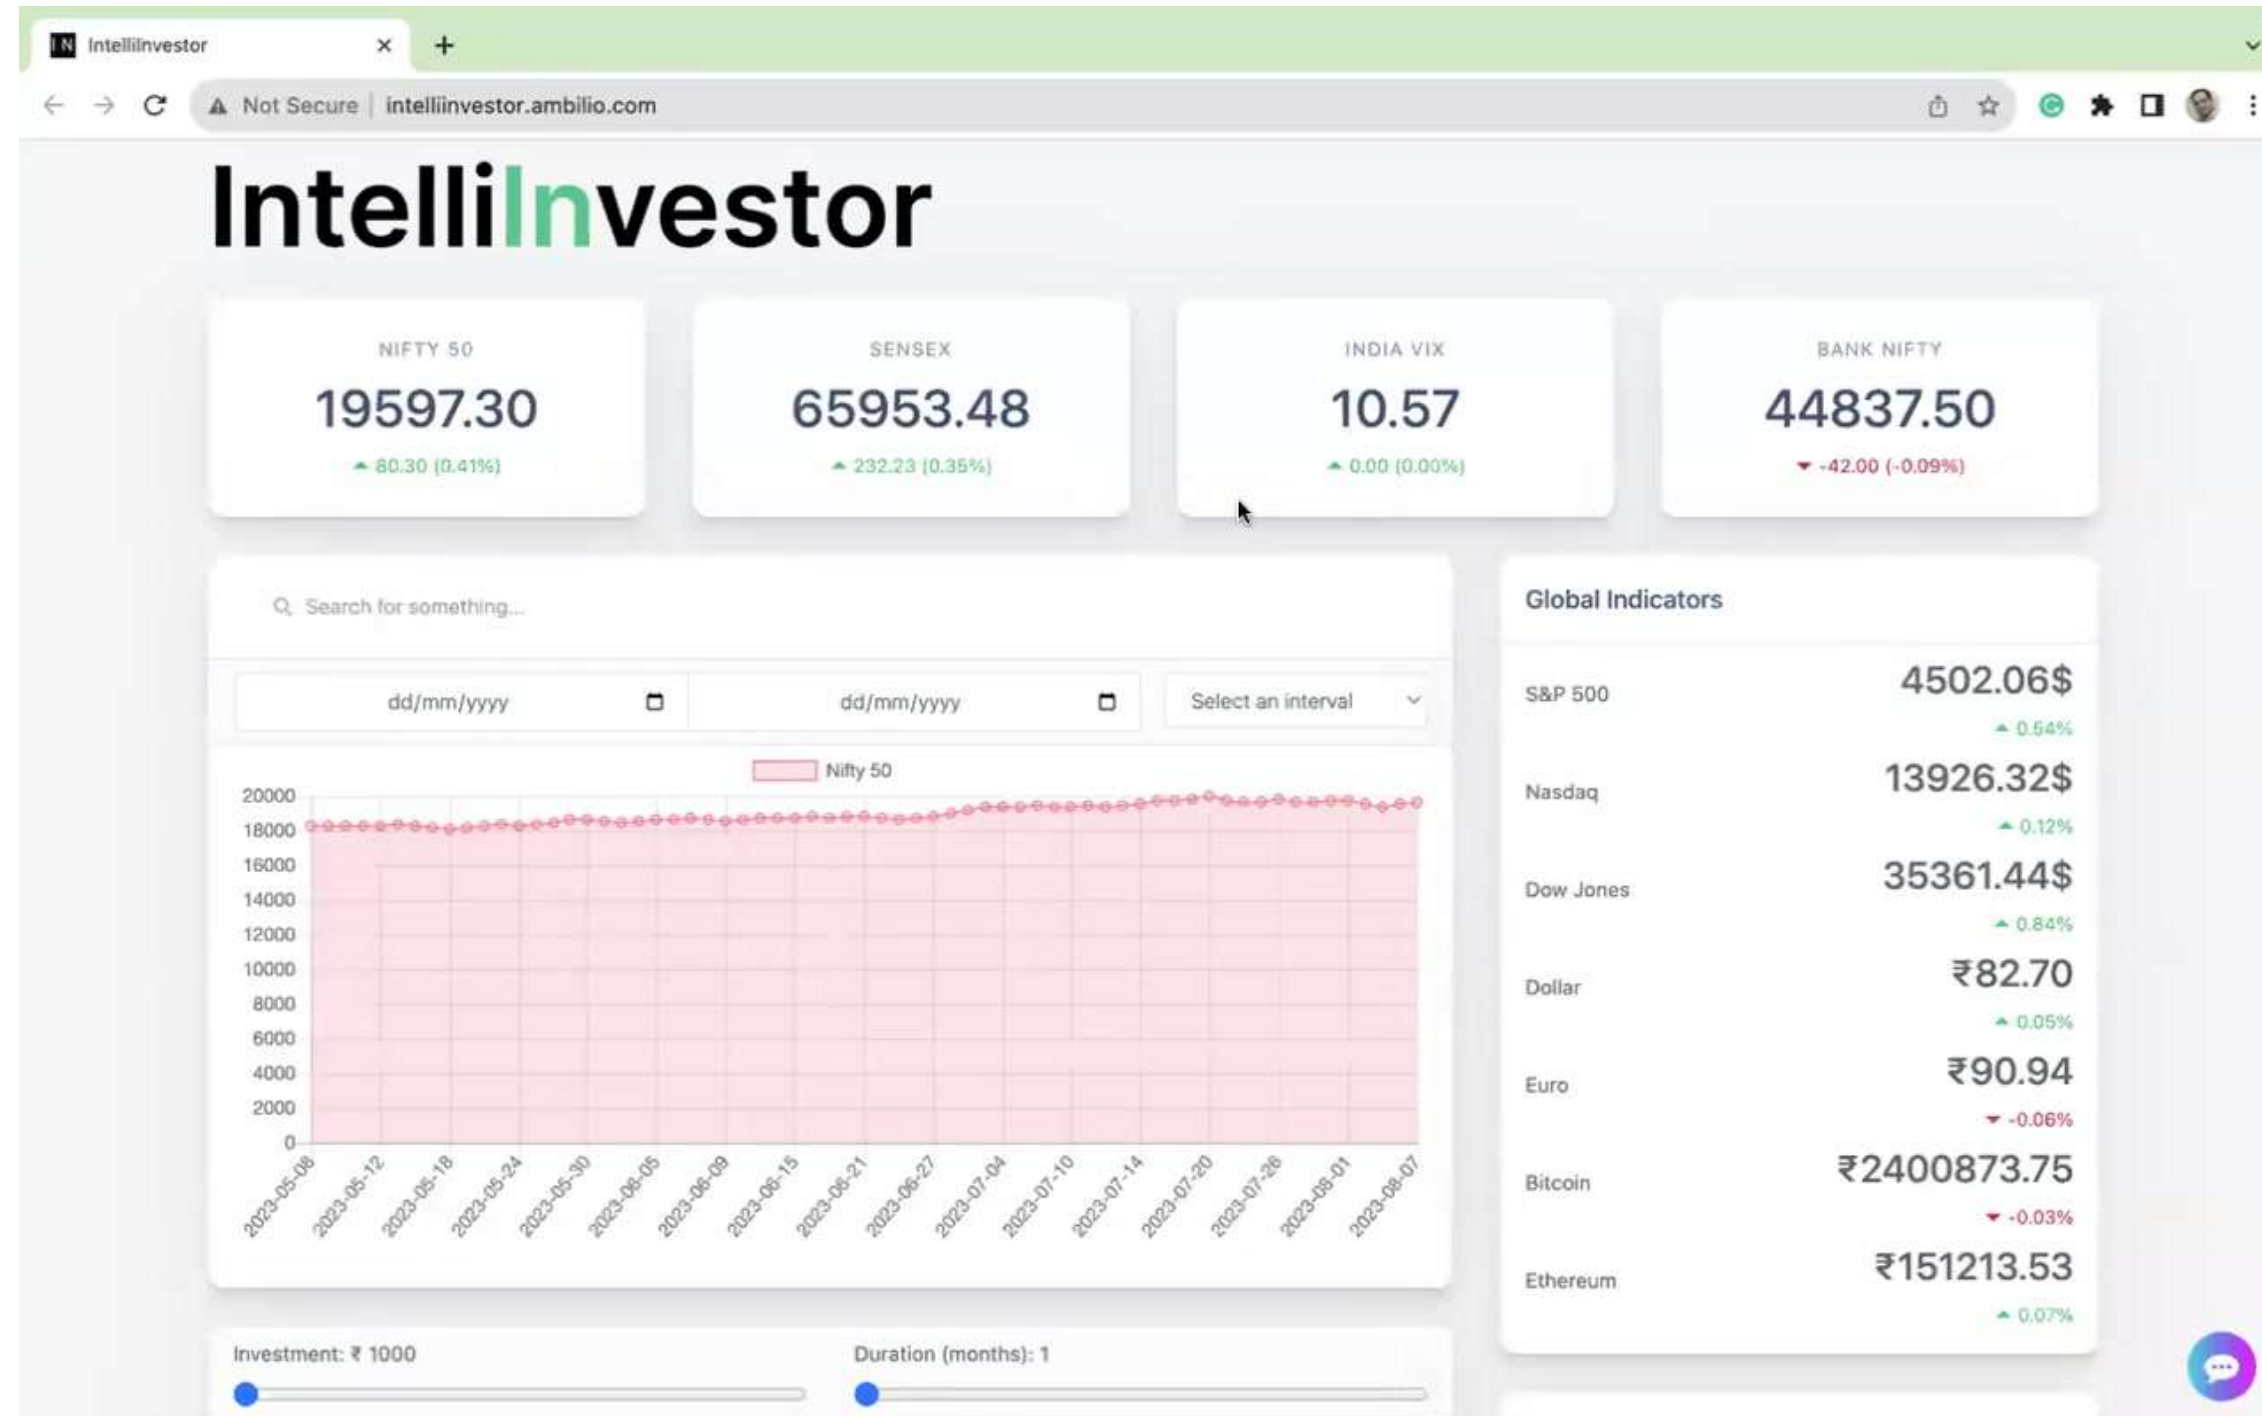 IntelliInvestor
Not Secure
intelliinvestor.ambilio.com
IntelliInvestor
NIFTY 50
19597.30
80.30 (0.41%)
SENSEX
65953.48
232.23 (0.35%)
INDIA VIX
10.57
0.00 (0.00%)
BANK NIFTY
44837.50
-42.00 (-0.09%)
Search for something...
dd/mm/yyyy
dd/mm/yyyy
Select an interval
Nifty 50
20000
18000
16000
14000
12000
10000
8000
6000
4000
2000
0
2023-05-08
2023-05-12
2023-05-18
2023-05-24
2023-05-30
2023-06-05
2023-06-09
2023-06-15
2023-06-21
2023-06-27
2023-07-04
2023-07-10
2023-07-14
2023-07-20
2023-07-26
2023-08-01
2023-08-07
Global Indicators
S&P 500
4502.06$
0.54%
Nasdaq
13926.32$
0.12%
Dow Jones
35361.44$
0.84%
Dollar
₹82.70
0.05%
Euro
₹90.94
-0.06%
Bitcoin
₹2400873.75
-0.03%
Ethereum
₹151213.53
0.07%
Investment: ₹ 1000
Duration (months): 1